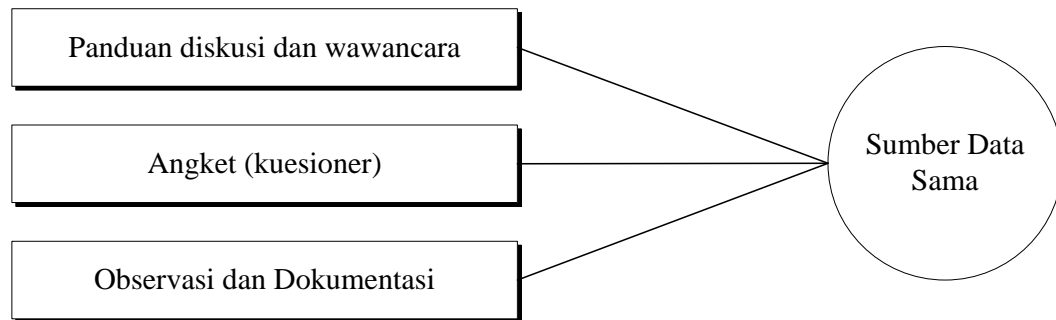 Panduan diskusi dan wawancara
Angket (kuesioner)
Observasi dan Dokumentasi
Sumber Data
Sama